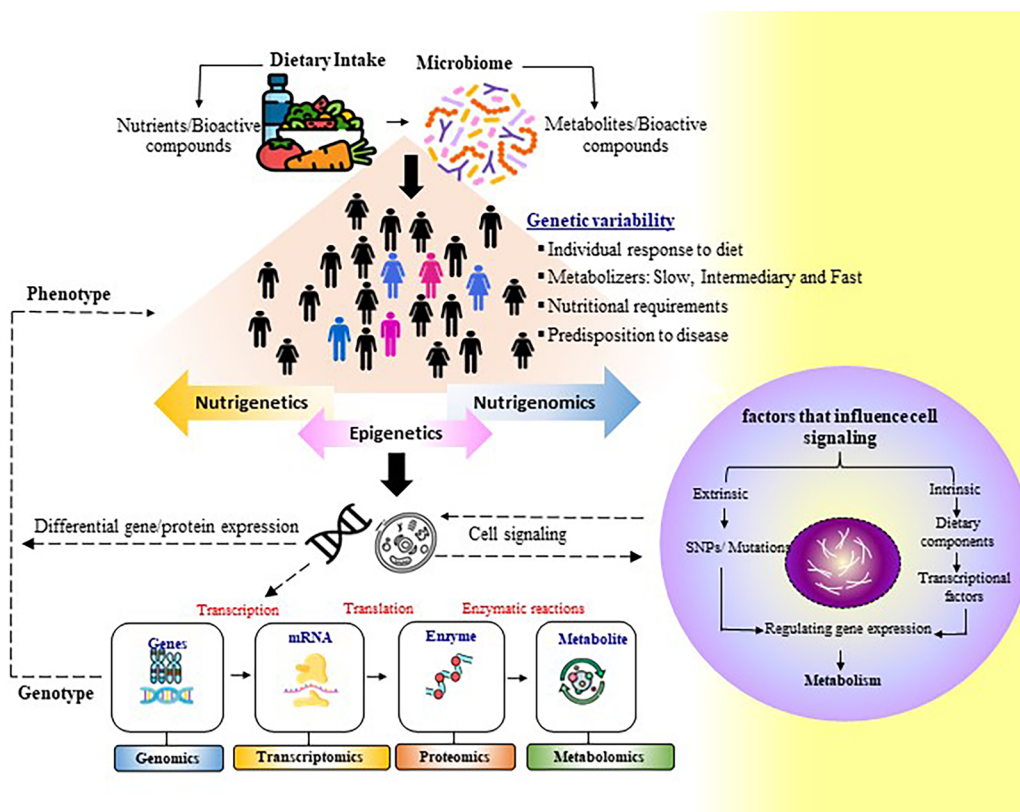 Dietary Intake
Microbiome
Nutrients/Bioactive
compounds
Metabolites/Bioactive
compounds
Genetic variability
▪ Individual response to diet
▪ Metabolizers: Slow, Intermediary and Fast
▪ Nutritional requirements
▪ Predisposition to disease
Phenotype
Nutrigenetics
Nutrigenomics
Epigenetics
factors that influence cell
signaling
Extrinsic
Intrinsic
SNPs/ Mutations
Dietary
components
Transcriptional
factors
Regulating gene expression
Metabolism
Differential gene/protein expression
Cell signaling
Transcription
Translation
Enzymatic reactions
Genes
mRNA
Enzyme
Metabolite
Genotype
Genomics
Transcriptomics
Proteomics
Metabolomics